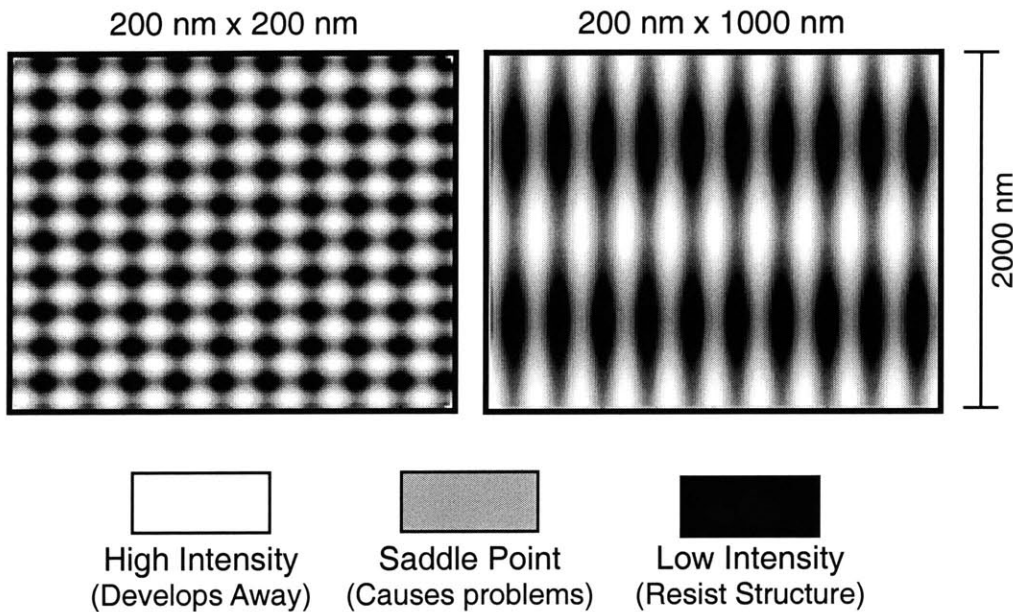 200 nm x 200 nm
200 nm x 1000 nm
2000 nm
High Intensity
(Develops Away)
Saddle Point
(Causes problems)
Low Intensity
(Resist Structure)